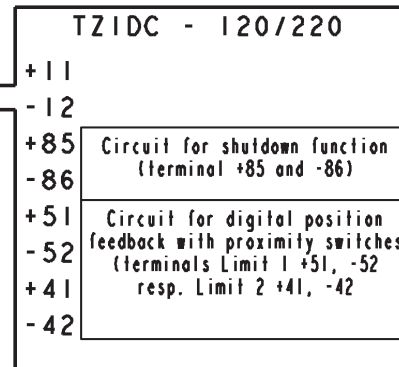 TZIDC - 120/220
+11
-12
+85
-86
Circuit for shutdown function
(terminal +85 and -86)
+51
-52
+41
-42
Circuit for digital position
feedback with proximity switches
(terminals Limit 1 +51, -52
resp. Limit 2 +41, -42